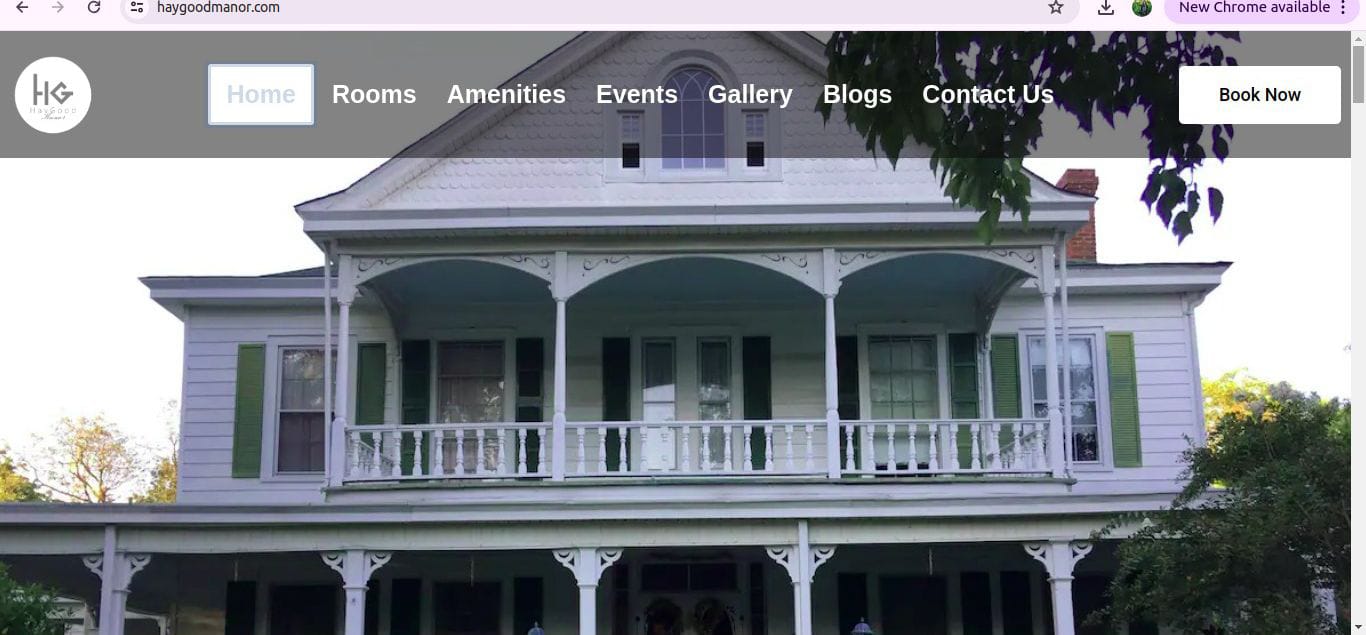 haygoodmanor.com
New Chrome available
HG
HayGood
Manor
Home Rooms Amenities Events Gallery Blogs Contact Us
Book Now